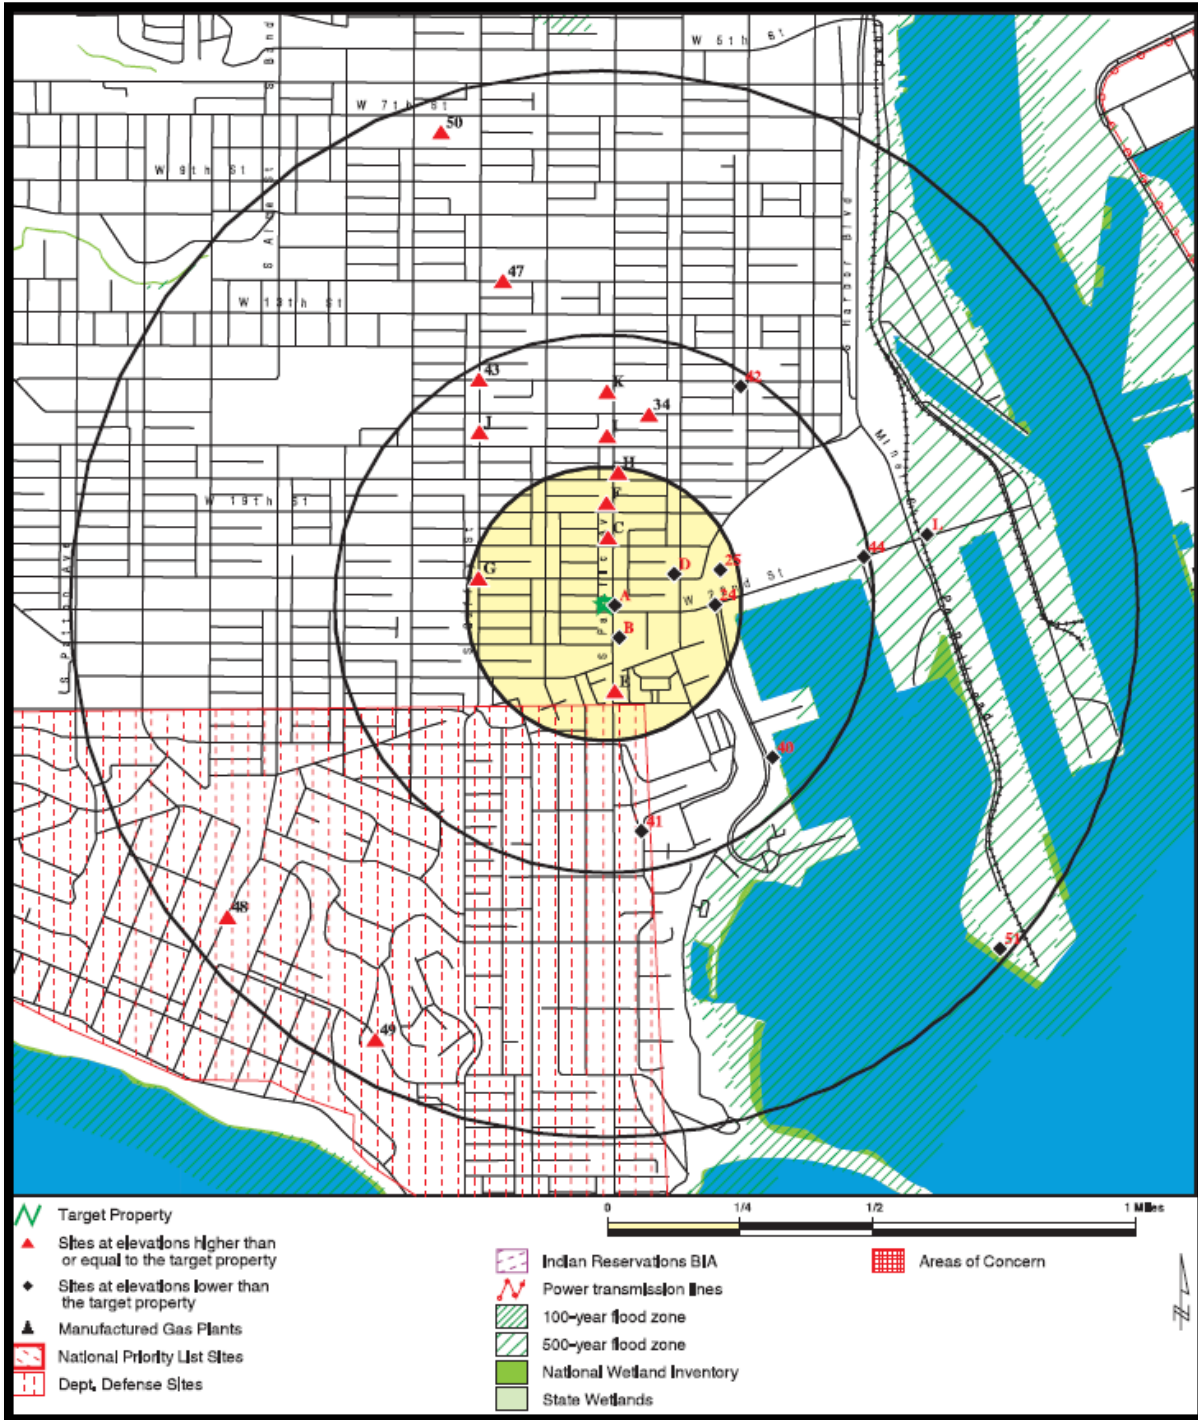 W 5th St
S Harbor Blvd
W 7th St
50
W 9th St
47
W 13th St
43
K
42
34
J
I
H
W 19th St
F
C
L
44
G
D
25
W 22nd St
A
24
B
S Patton Ave
E
40
41
48
51
49
0
1/4
1/2
1 Miles
Target Property
Sites at elevations higher than
or equal to the target property
Sites at elevations lower than
the target property
Manufactured Gas Plants
National Priority List Sites
Dept. Defense Sites
Indian Reservations BIA
Power transmission lines
100-year flood zone
500-year flood zone
National Wetland Inventory
State Wetlands
Areas of Concern